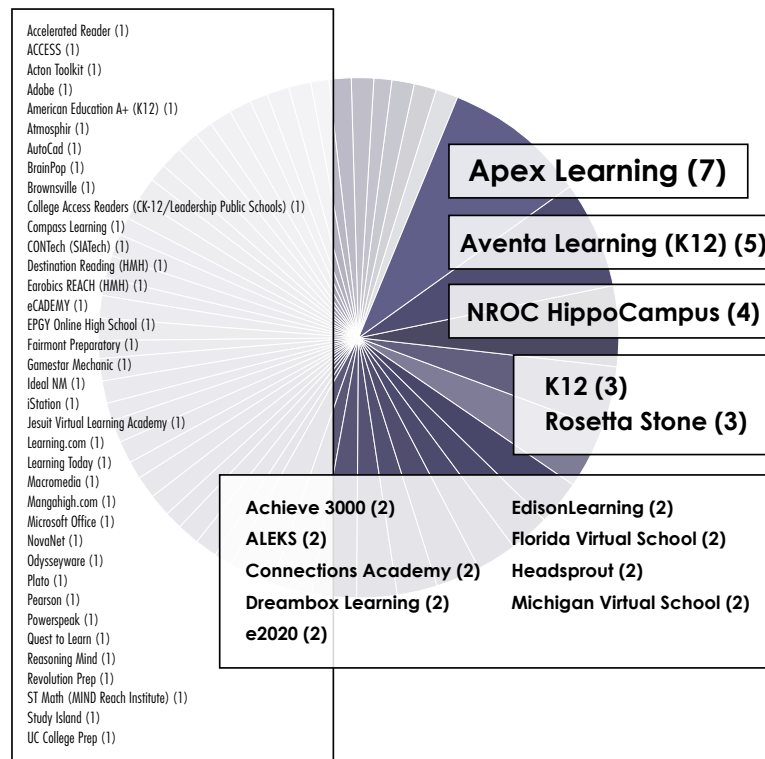 Accelerated Reader (1)
ACCESS (1)
Acton Toolkit (1)
Adobe (1)
American Education A+ (K12) (1)
Atmosphir (1)
AutoCad (1)
BrainPop (1)
Brownsville (1)
College Access Readers (CK-12/Leadership Public Schools) (1)
Compass Learning (1)
CONTech (SIATech) (1)
Destination Reading (HMH) (1)
Earobics REACH (HMH) (1)
eCADEMY (1)
EPGY Online High School (1)
Fairmont Preparatory (1)
Gamestar Mechanic (1)
Ideal NM (1)
iStation (1)
Jesuit Virtual Learning Academy (1)
Learning.com (1)
Learning Today (1)
Macromedia (1)
Mangahigh.com (1)
Microsoft Office (1)
NovaNet (1)
Odysseyware (1)
Plato (1)
Pearson (1)
Powerspeak (1)
Quest to Learn (1)
Reasoning Mind (1)
Revolution Prep (1)
ST Math (MIND Reach Institute) (1)
Study Island (1)
UC College Prep (1)
Apex Learning (7)
Aventa Learning (K12) (5)
NROC HippoCampus (4)
K12 (3)
Rosetta Stone (3)
Achieve 3000 (2)
ALEKS (2)
Connections Academy (2)
Dreambox Learning (2)
e2020 (2)
EdisonLearning (2)
Florida Virtual School (2)
Headsprout (2)
Michigan Virtual School (2)